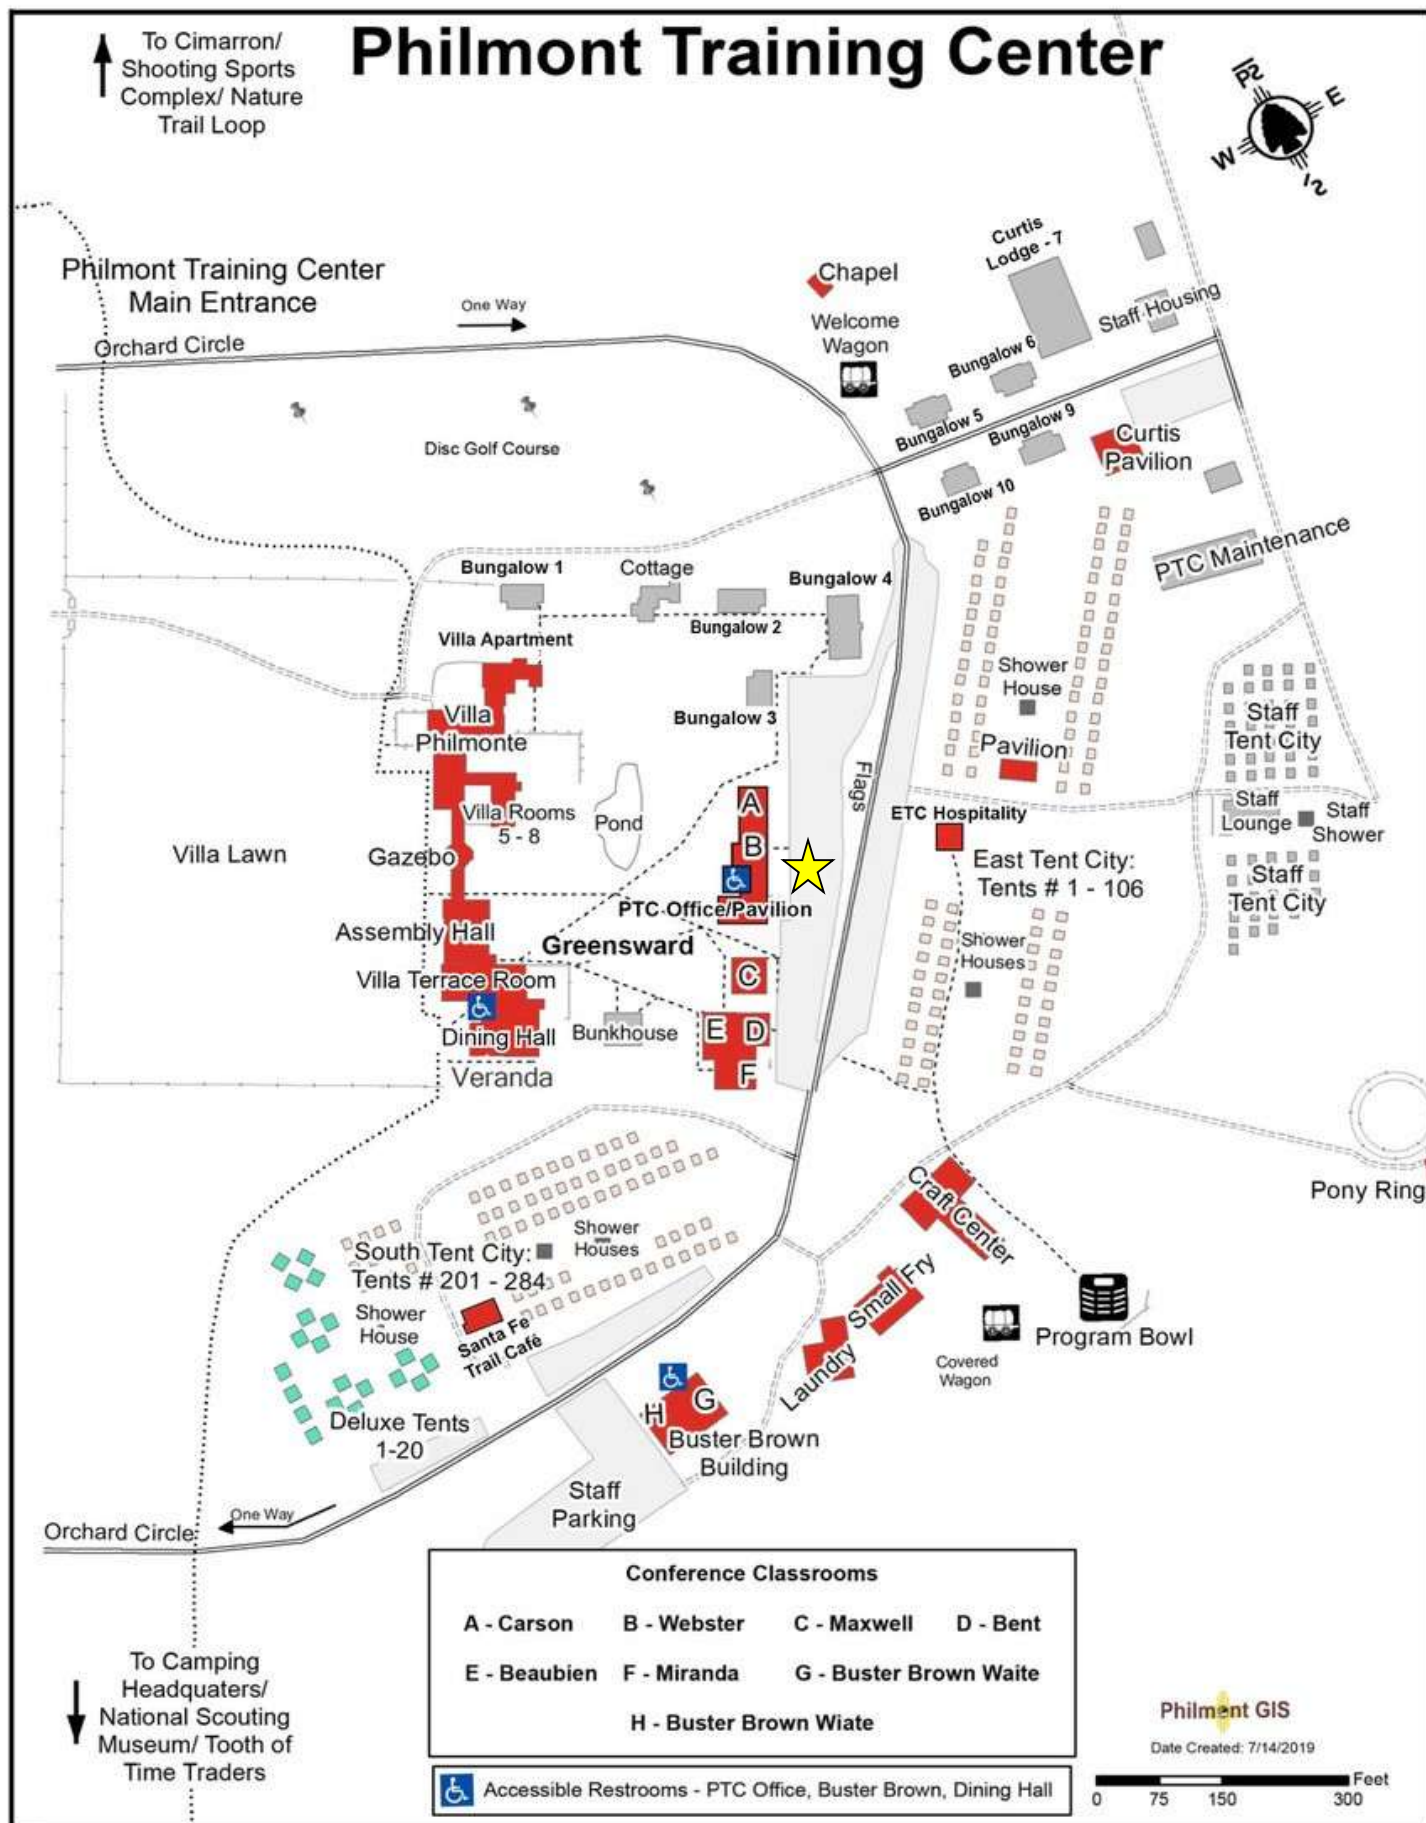 Philmont Training Center
To Cimarron/
Shooting Sports
Complex/ Nature
Trail Loop
E
W
Philmont Training Center
Main Entrance
One Way
Orchard Circle
Chapel
Welcome
Wagon
Curtis
Lodge - 7
Staff Housing
Bungalow 6
Bungalow 5
Bungalow 9
Bungalow 10
Curtis
Pavilion
Disc Golf Course
PTC Maintenance
Bungalow 1
Cottage
Bungalow 2
Bungalow 4
Villa Apartment
Bungalow 3
Villa
Philmonte
Villa Rooms
5 - 8
Pond
Flags
Shower
House
Pavilion
Staff
Tent City
Staff
Lounge
Staff
Shower
Staff
Tent City
ETC Hospitality
East Tent City:
Tents # 1 - 106
Shower
Houses
Villa Lawn
Gazebo
A
B
PTC Office/Pavilion
Assembly Hall
Greensward
Villa Terrace Room
C
Dining Hall
Bunkhouse
E
D
F
Veranda
Pony Ring
Craft Center
Small Fry
Laundry
Covered
Wagon
Program Bowl
South Tent City:
Tents # 201 - 284
Shower
Houses
Shower
House
Santa Fe
Trail Café
Deluxe Tents
1-20
H
G
Buster Brown
Building
Staff
Parking
One Way
Orchard Circle
To Camping
Headquaters/
National Scouting
Museum/ Tooth of
Time Traders
Conference Classrooms
A - Carson B - Webster C - Maxwell D - Bent
E - Beaubien F - Miranda G - Buster Brown Waite
H - Buster Brown Wiate
Accessible Restrooms - PTC Office, Buster Brown, Dining Hall
Philmont GIS
Date Created: 7/14/2019
Feet
0 75 150 300